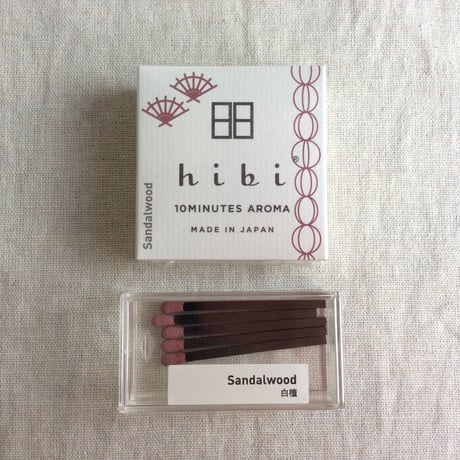 hibi®
10MINUTES AROMA
MADE IN JAPAN
Sandalwood
Sandalwood
白檀